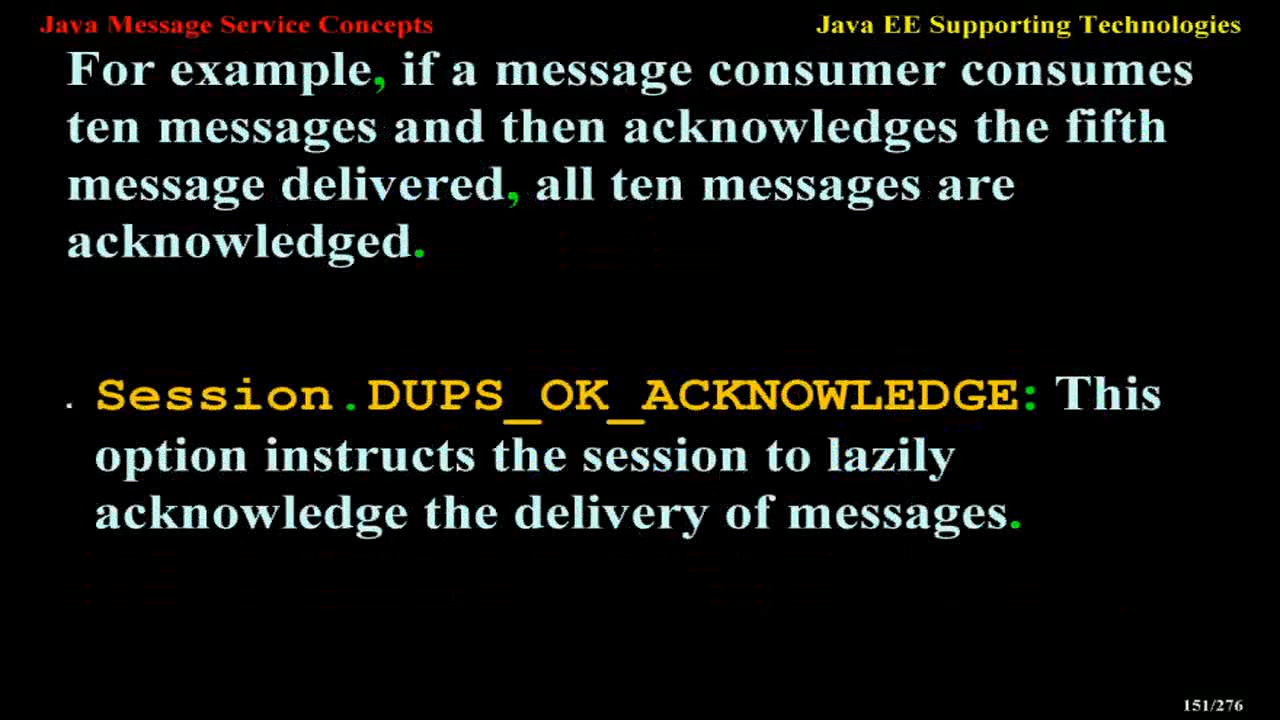 Java Message Service Concepts
Java EE Supporting Technologies
For example, if a message consumer consumes
ten messages and then acknowledges the fifth
message delivered, all ten messages are
acknowledged.
. Session.DUPS_OK_ACKNOWLEDGE: This
option instructs the session to lazily
acknowledge the delivery of messages.
151/276